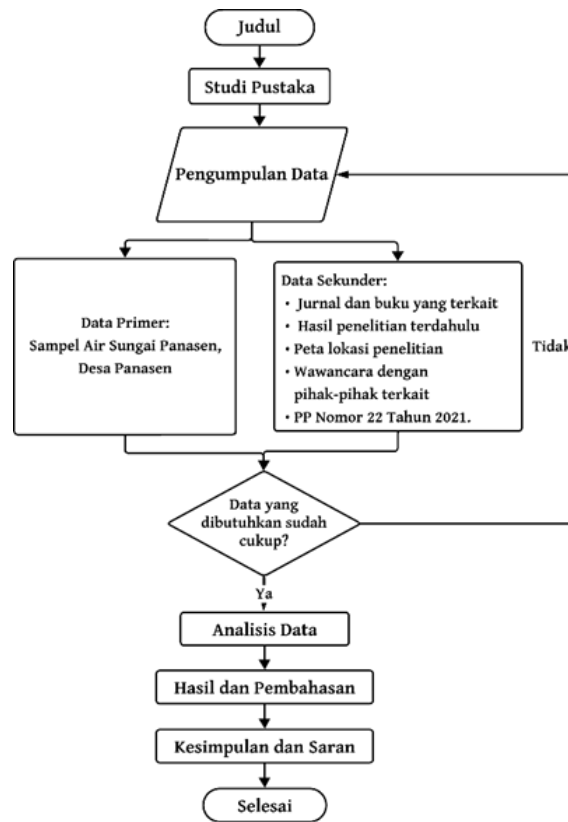 Judul
Studi Pustaka
Pengumpulan Data
Data Primer:
Sampel Air Sungai Panasen,
Desa Panasen
Data Sekunder:
• Jurnal dan buku yang terkait
• Hasil penelitian terdahulu
• Peta lokasi penelitian
• Wawancara dengan
pihak-pihak terkait
• PP Nomor 22 Tahun 2021.
Tidak
Data yang
dibutuhkan sudah
cukup?
Ya
Analisis Data
Hasil dan Pembahasan
Kesimpulan dan Saran
Selesai